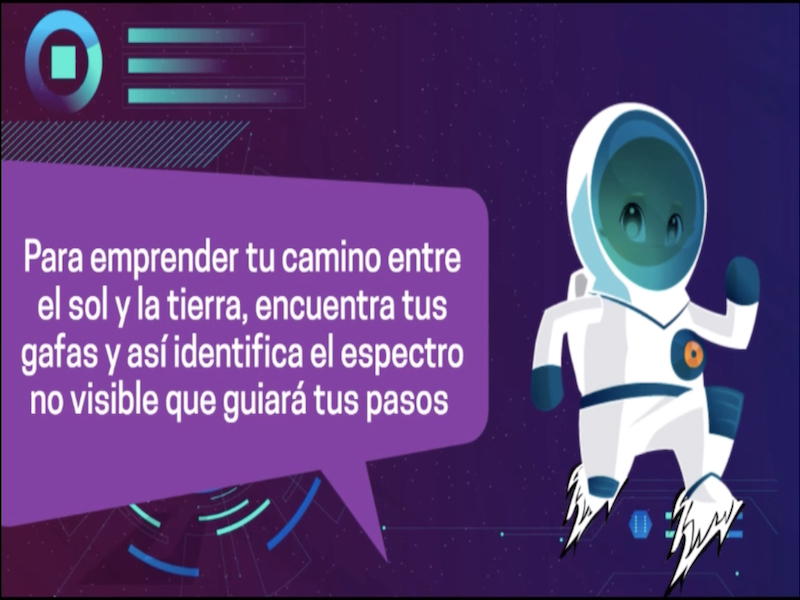 Para emprender tu camino entre
el sol y la tierra, encuentra tus
gafas y así identifica el espectro
no visible que guiará tus pasos